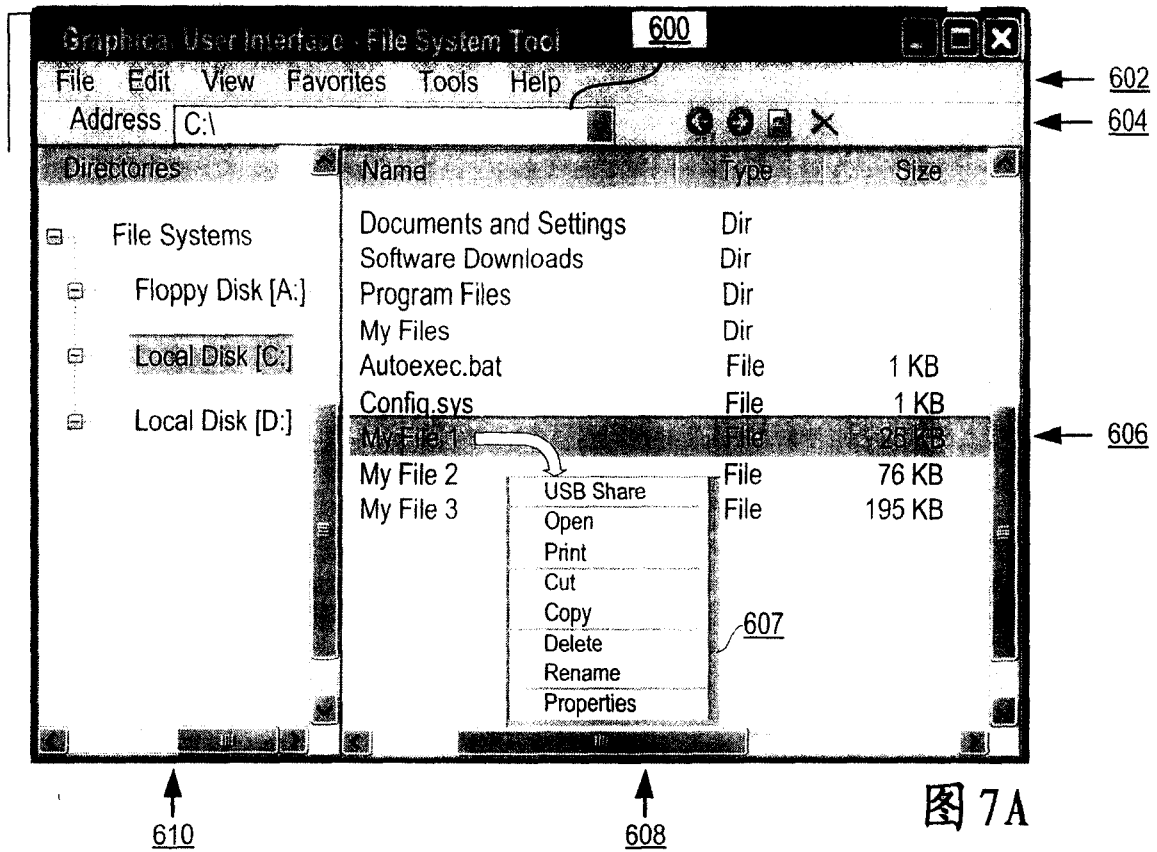 600
Graphical User Interface - File System Tool
File Edit View Favorites Tools Help
602
Address C:\
604
Directories
Name Type Size
File Systems
Floppy Disk [A:]
Local Disk [C:]
Local Disk [D:]
Documents and Settings Dir
Software Downloads Dir
Program Files Dir
My Files Dir
Autoexec.bat File 1 KB
Config.sys File 1 KB
My File 1 File 25 KB
606
My File 2 File 76 KB
My File 3 File 195 KB
USB Share
Open
Print
Cut
Copy
Delete
Rename
Properties
607
610
608
图 7A